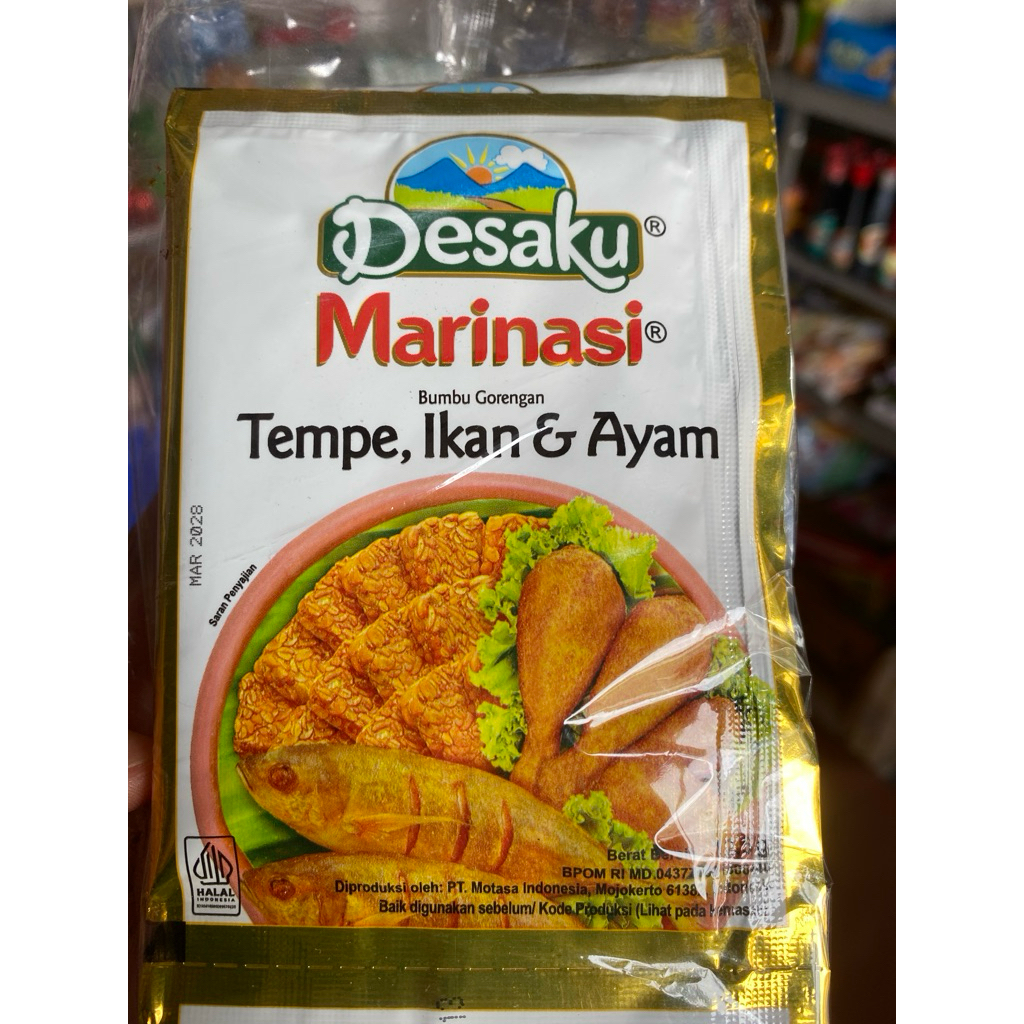 Desaku®
Marinasi®
Bumbu Gorengan
Tempe, Ikan & Ayam
MAR 2028
Saran Penyajian
HALAL
INDONESIA
Berat
BPOM RI MD.
Diproduksi oleh: PT. Motasa Indonesia, Mojokerto
Baik digunakan sebelum/ Kode Produksi (Lihat pada